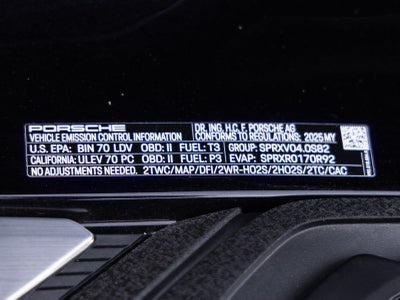 PORSCHE DR. ING. H.C. F. PORSCHE AG
VEHICLE EMISSION CONTROL INFORMATION CONFORMS TO REGULATIONS: 2025 MY
U.S. EPA: BIN 70 LDV OBD: II FUEL: T3 GROUP: SPRXV04.0S82
CALIFORNIA: ULEV 70 PC OBD: II FUEL: P3 EVAP: SPRXR0170R92
NO ADJUSTMENTS NEEDED. 2TWC/MAP/DFI/2WR-HO2S/2HO2S/2TC/CAC